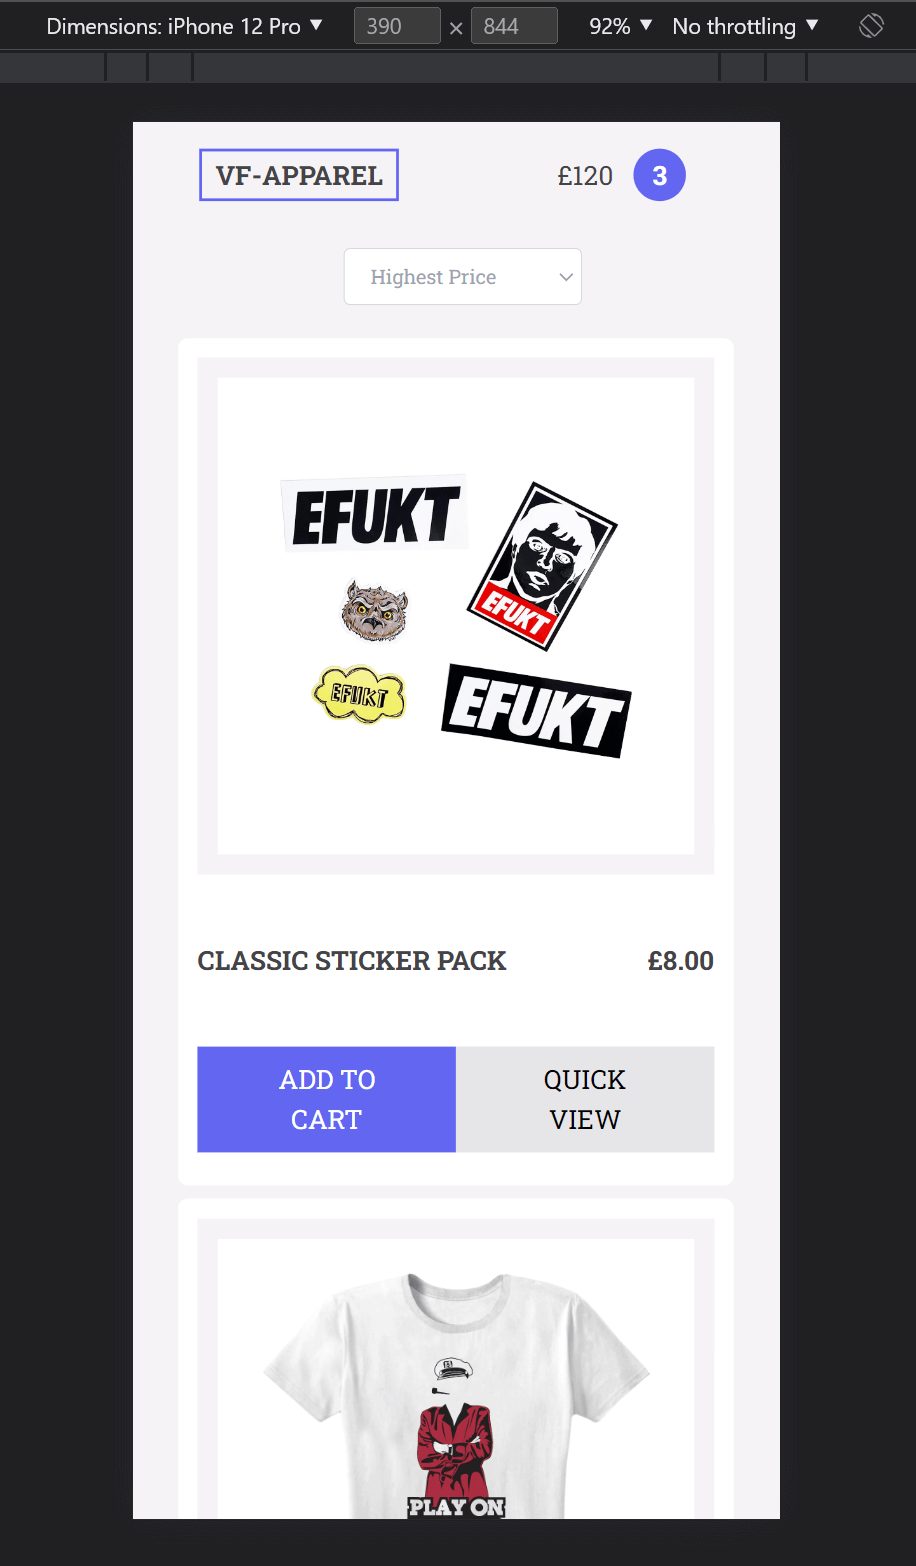 Dimensions: iPhone 12 Pro ▼ 390 × 844 92% ▼ No throttling ▼
VF-APPAREL £120 3
Highest Price
EFUKT
EFUKT
EFUKT
EFUKT
CLASSIC STICKER PACK £8.00
ADD TO
CART
QUICK
VIEW
PLAY ON